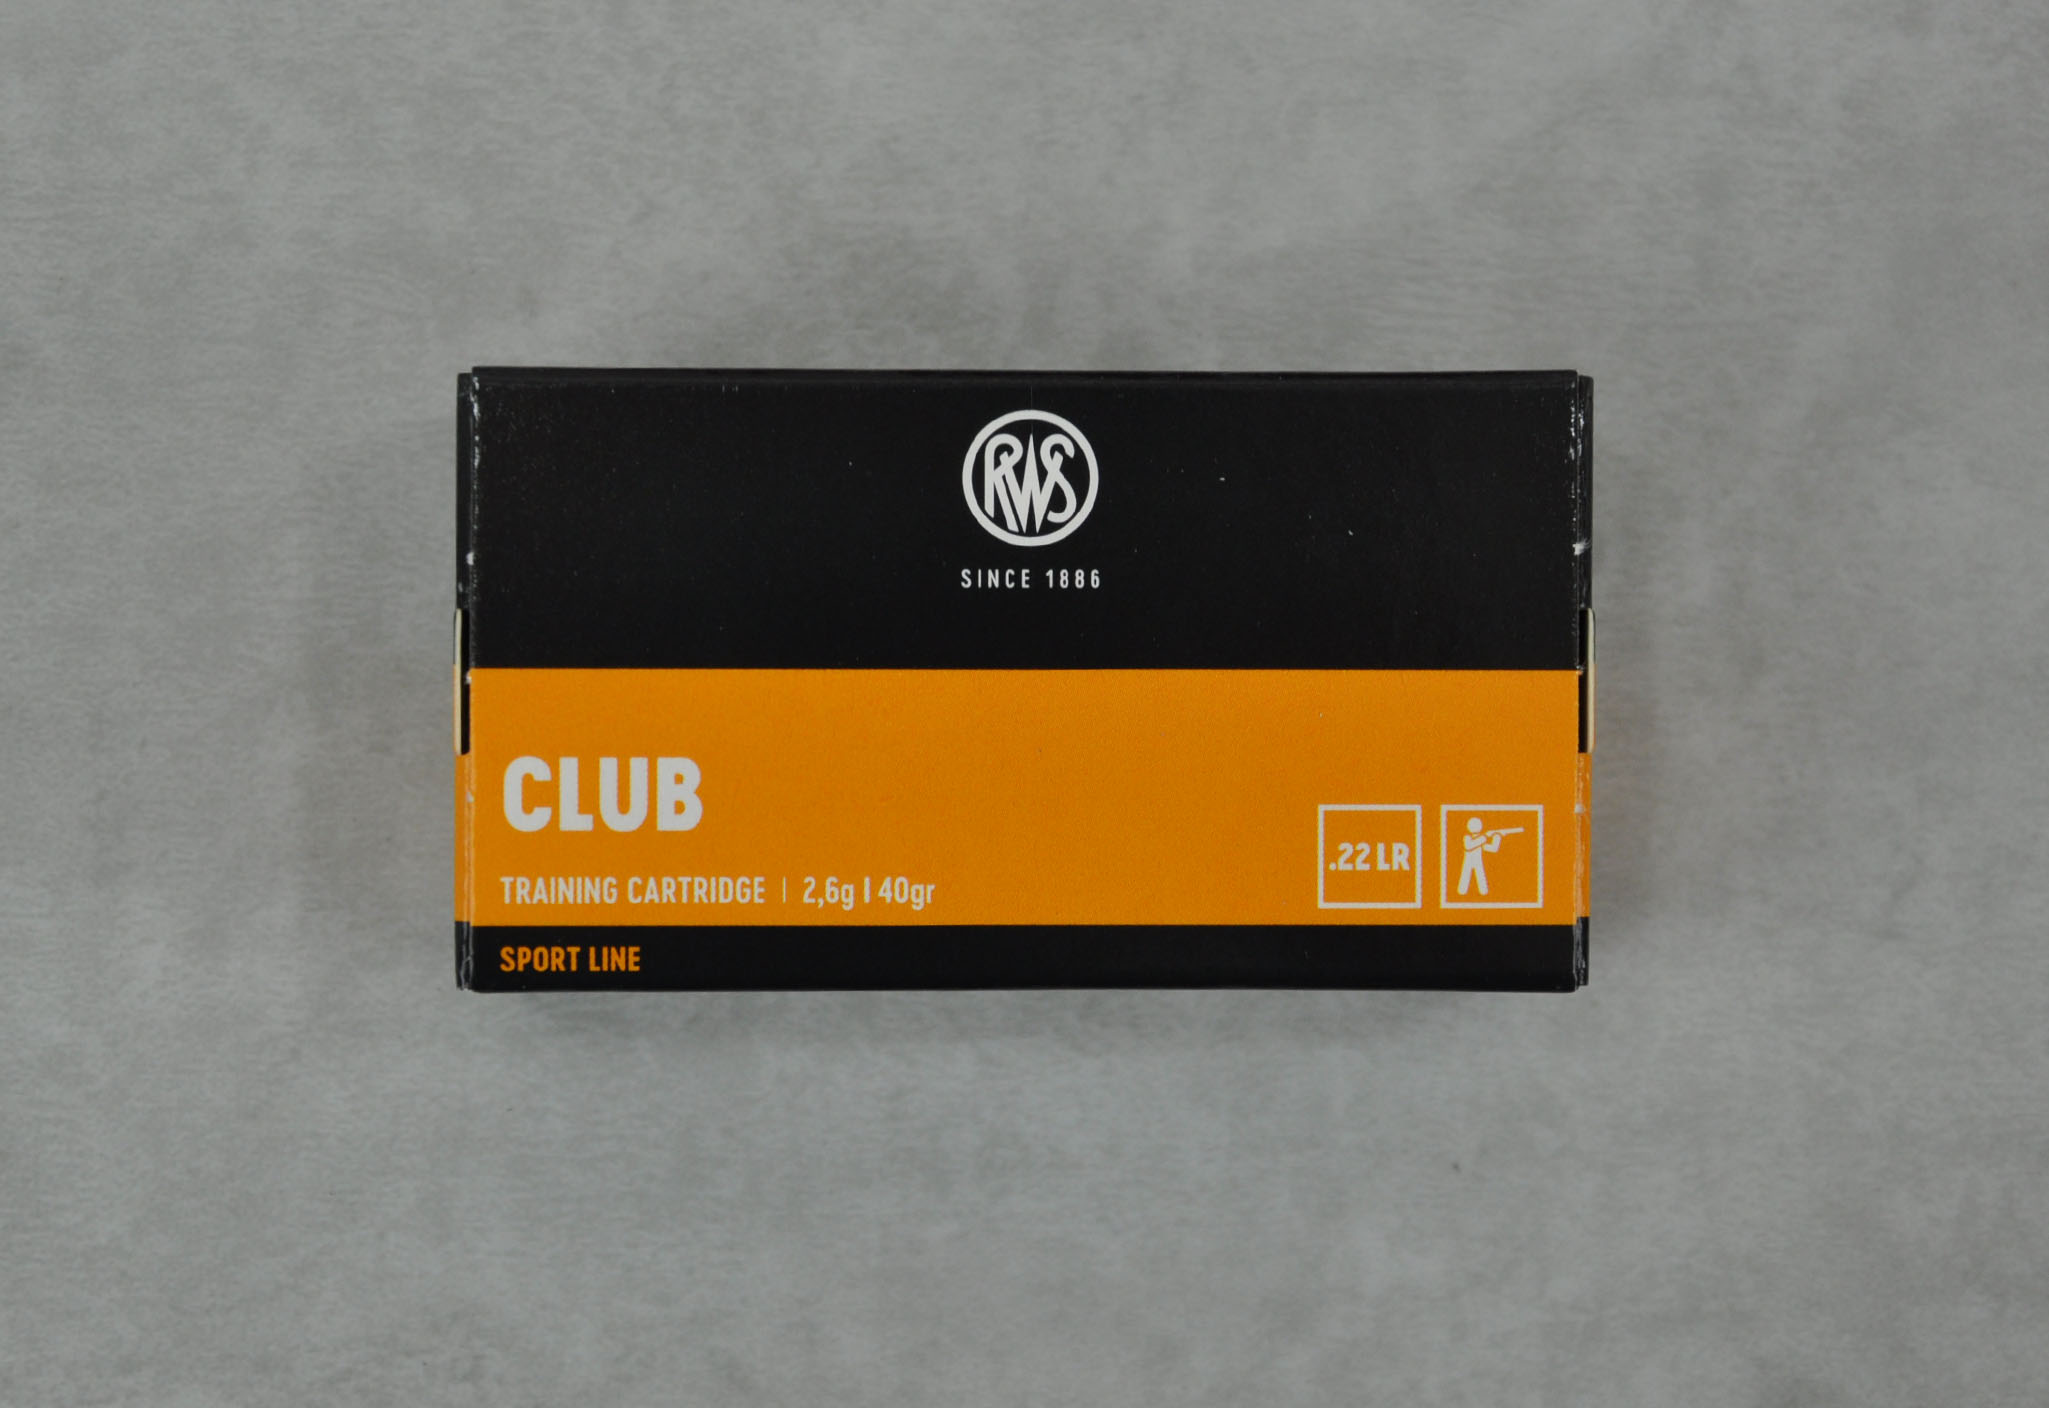 RWS
SINCE 1886
CLUB
TRAINING CARTRIDGE | 2,6g | 40gr
.22 LR
SPORT LINE